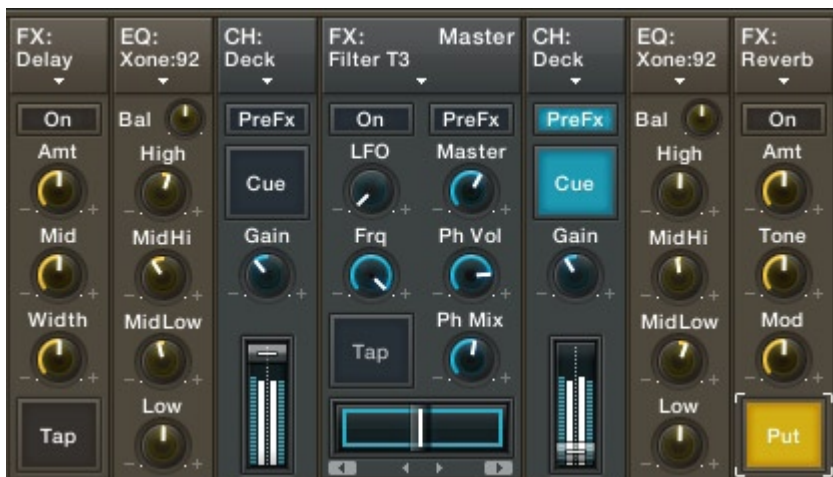 FX:
Delay
On
Amt
Mid
Width
Tap
EQ:
Xone:92
Bal
High
MidHi
MidLow
Low
CH:
Deck
PreFx
Cue
Gain
FX: Master
Filter T3
On PreFx
LFO Master
Frq Ph Vol
Tap Ph Mix
CH:
Deck
PreFx
Cue
Gain
EQ:
Xone:92
Bal
High
MidHi
MidLow
Low
FX:
Reverb
On
Amt
Tone
Mod
Put